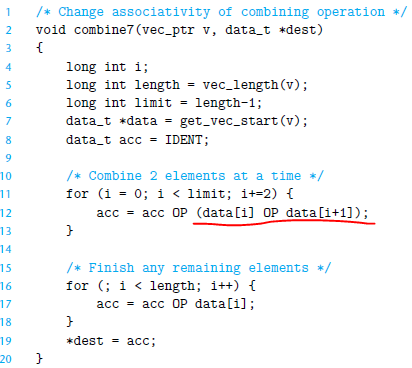 1 /* Change associativity of combining operation */
2 void combine7(vec_ptr v, data_t *dest)
3 {
4     long int i;
5     long int length = vec_length(v);
6     long int limit = length-1;
7     data_t *data = get_vec_start(v);
8     data_t acc = IDENT;
9
10     /* Combine 2 elements at a time */
11     for (i = 0; i < limit; i+=2) {
12         acc = acc OP (data[i] OP data[i+1]);
13     }
14
15     /* Finish any remaining elements */
16     for (; i < length; i++) {
17         acc = acc OP data[i];
18     }
19     *dest = acc;
20 }